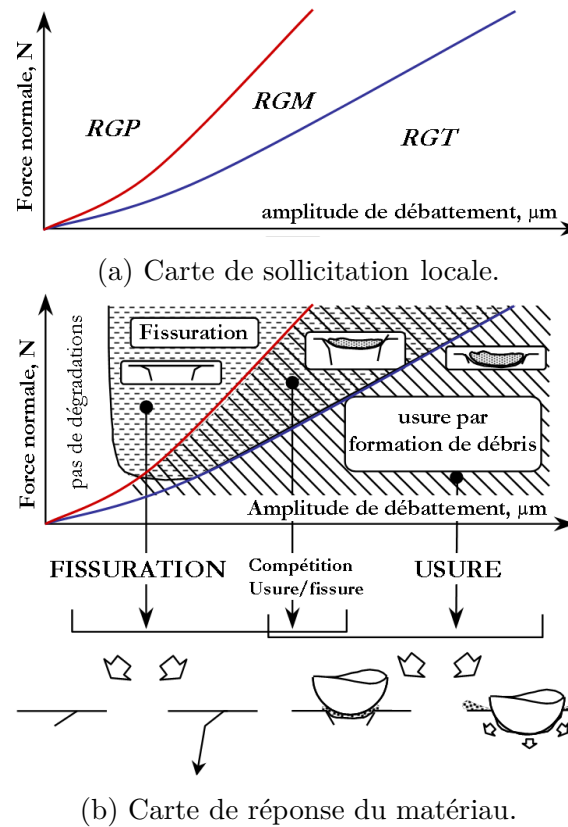 Force normale, N
RGP
RGM
RGT
amplitude de débattement, µm
(a) Carte de sollicitation locale.
Force normale, N
pas de dégradations
Fissuration
usure par
formation de débris
Amplitude de débattement, µm
FISSURATION
Compétition
Usure/fissure
USURE
(b) Carte de réponse du matériau.